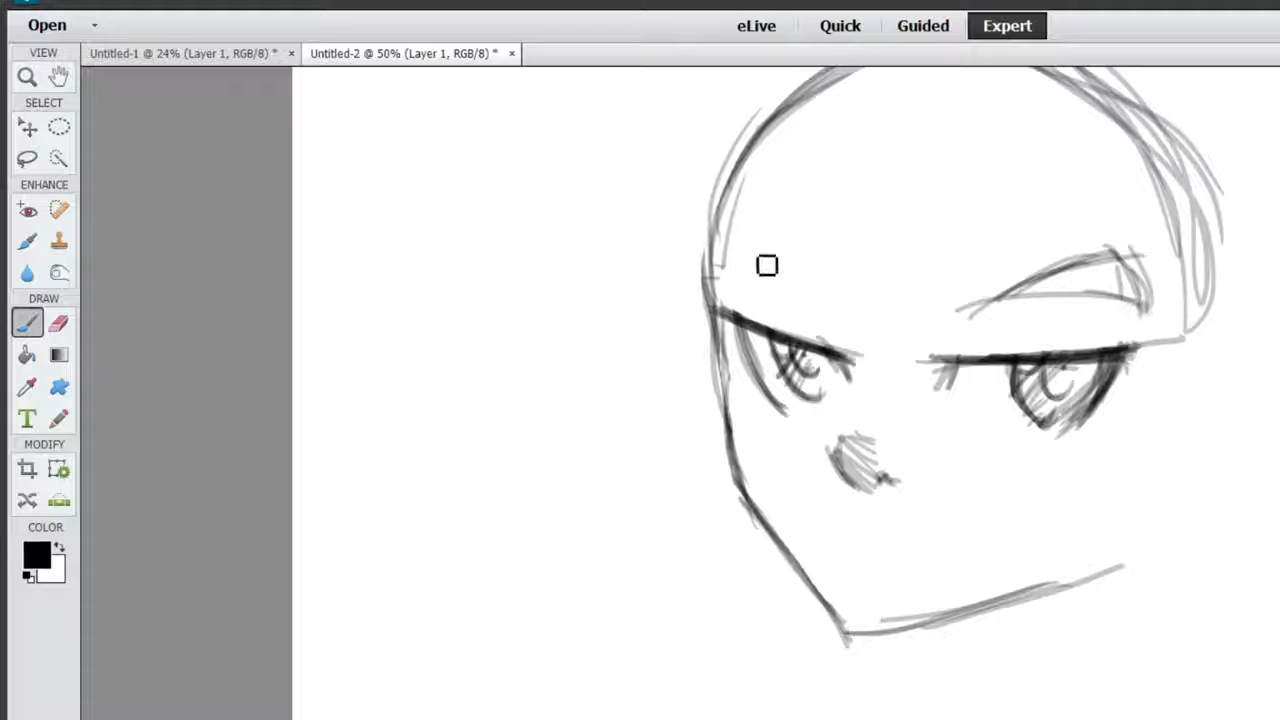 Open
eLive Quick Guided Expert
VIEW
Untitled-1 @ 24% (Layer 1, RGB/8) * ×
Untitled-2 @ 50% (Layer 1, RGB/8) * ×
SELECT
ENHANCE
DRAW
T
MODIFY
COLOR